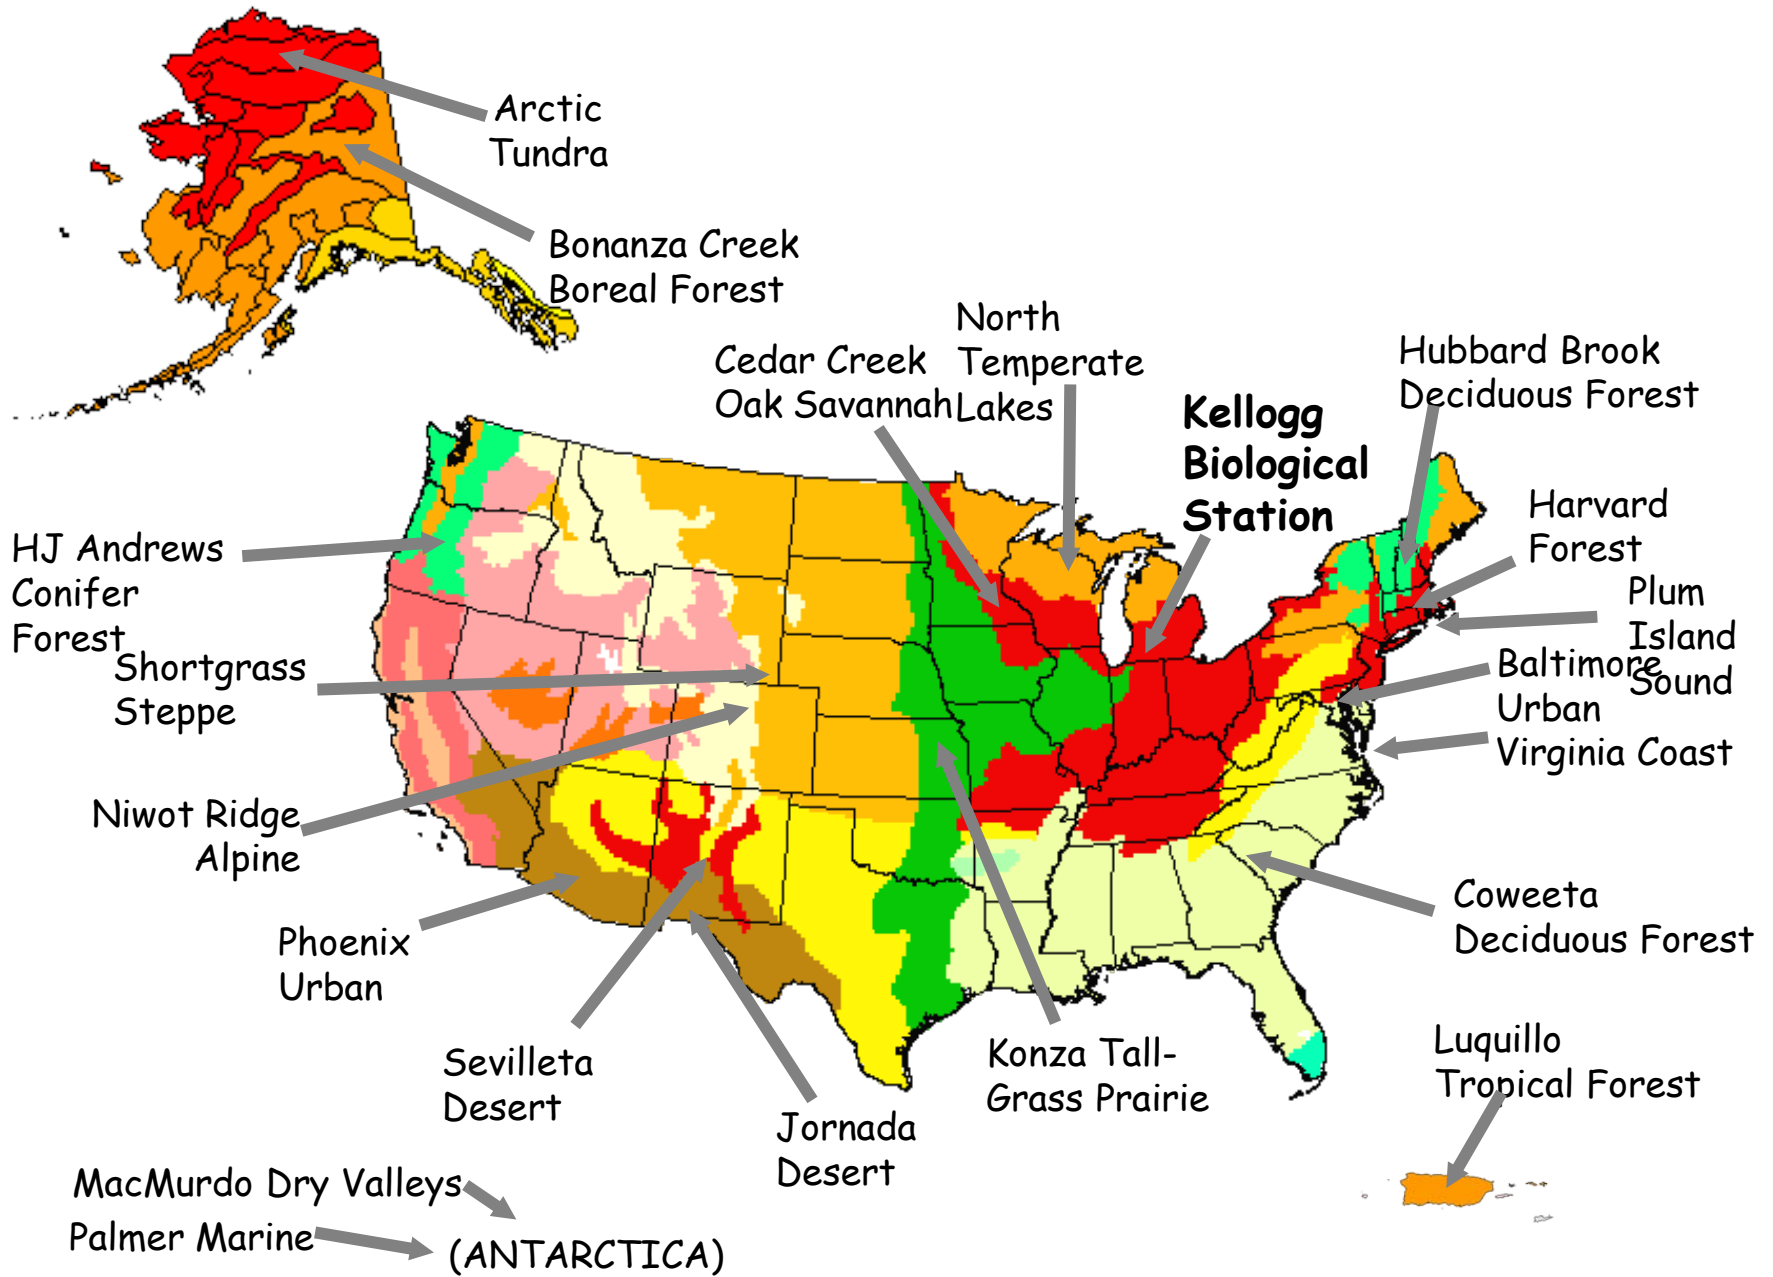 Arctic
Tundra
Bonanza Creek
Boreal Forest
North
Temperate
Lakes
Cedar Creek
Oak Savannah
Kellogg
Biological
Station
Hubbard Brook
Deciduous Forest
Harvard
Forest
Plum
Island
Sound
Baltimore
Urban
Virginia Coast
HJ Andrews
Conifer
Forest
Shortgrass
Steppe
Niwot Ridge
Alpine
Phoenix
Urban
Sevilleta
Desert
Jornada
Desert
Konza Tall-
Grass Prairie
Coweeta
Deciduous Forest
Luquillo
Tropical Forest
MacMurdo Dry Valleys
Palmer Marine
(ANTARCTICA)